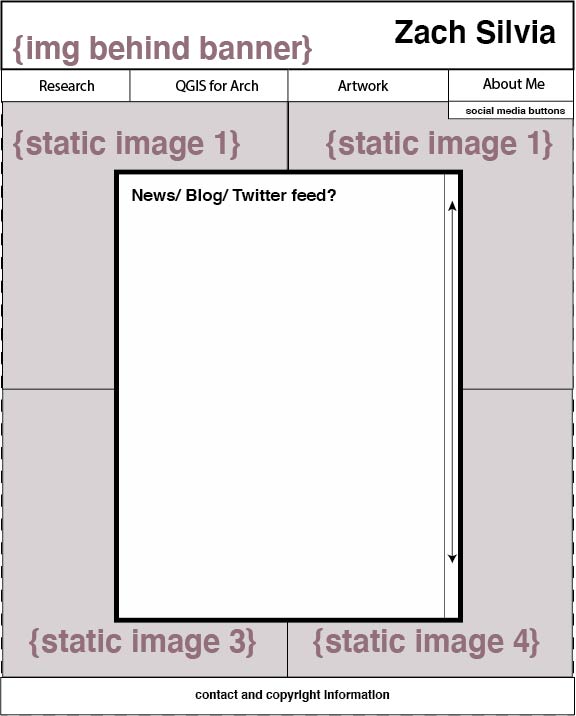 Zach Silvia
{img behind banner}
Research
QGIS for Arch
Artwork
About Me
social media buttons
{static image 1}
{static image 1}
News/ Blog/ Twitter feed?
{static image 3}
{static image 4}
contact and copyright Information